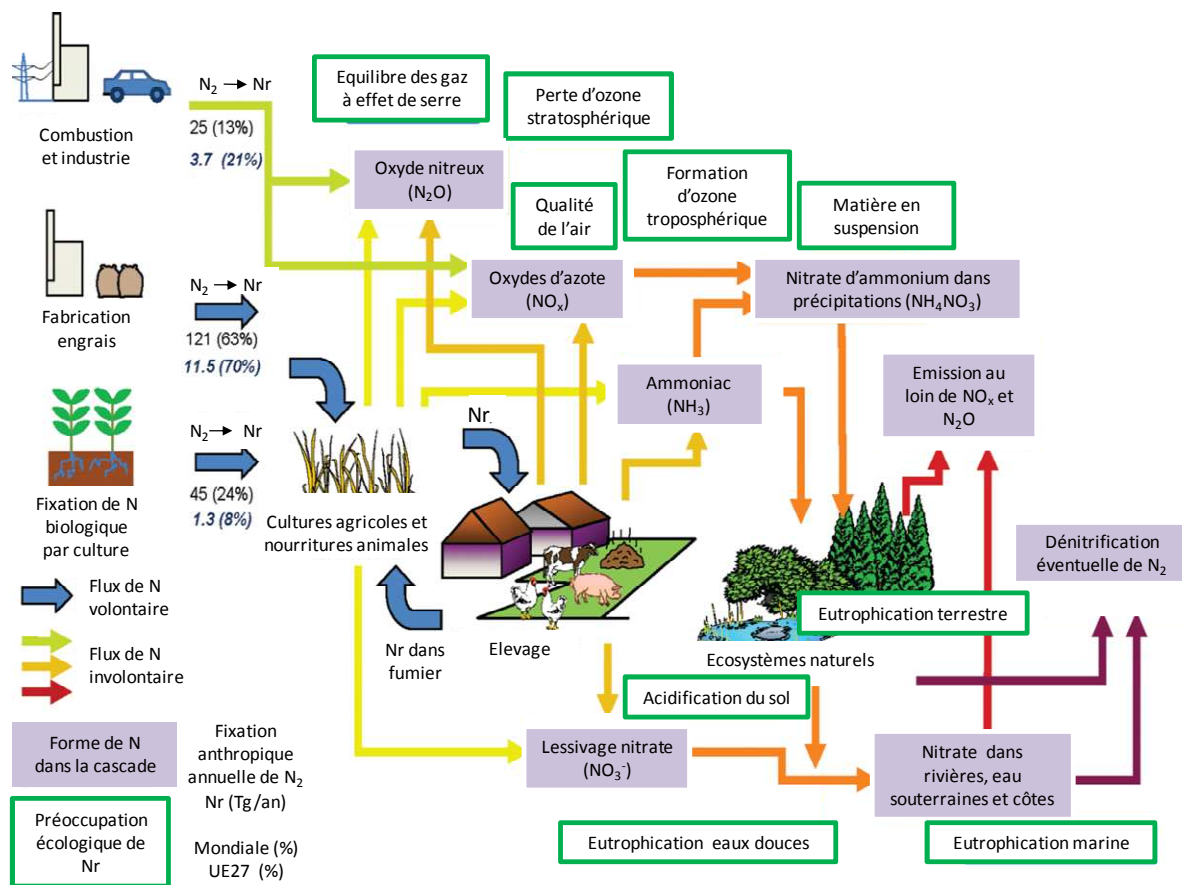 N₂ → Nr
Combustion
et industrie
25 (13%)
3.7 (21%)
Equilibre des gaz
à effet de serre
Perte d'ozone
stratosphérique
Oxyde nitreux
(N₂O)
Qualité
de l'air
Formation
d'ozone
troposphérique
Matière en
suspension
N₂ → Nr
Fabrication
engrais
121 (63%)
11.5 (70%)
Oxydes d'azote
(NOₓ)
Nitrate d'ammonium dans
précipitations (NH₄NO₃)
Ammoniac
(NH₃)
Emission au
loin de NOₓ et
N₂O
N₂ → Nr
45 (24%)
1.3 (8%)
Fixation de N
biologique
par culture
Nr
Cultures agricoles et
nourritures animales
Dénitrification
éventuelle de N₂
Flux de N
volontaire
Flux de N
involontaire
Nr dans
fumier
Elevage
Eutrophication terrestre
Ecosystèmes naturels
Acidification du sol
Forme de N
dans la cascade
Fixation
anthropique
annuelle de N₂
Nr (Tg/an)
Lessivage nitrate
(NO₃⁻)
Nitrate dans
rivières, eau
souterraines et côtes
Préoccupation
écologique de
Nr
Mondiale (%)
UE27 (%)
Eutrophication eaux douces
Eutrophication marine